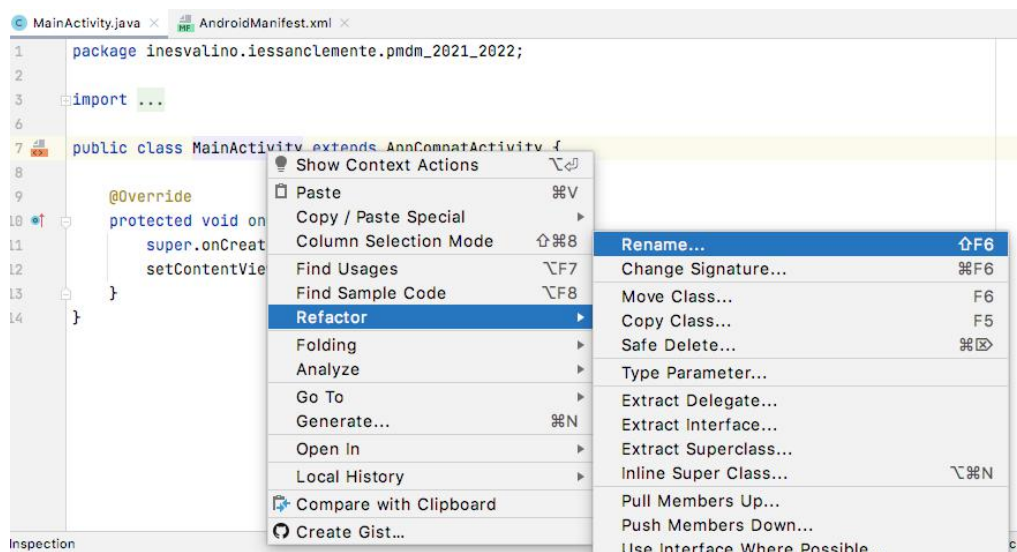 MainActivity.java × AndroidManifest.xml ×
1 package inesvalino.iessanclemente.pmdm_2021_2022;
2
3 import ...
6
7 public class MainActivity extends AppCompatActivity {
8
9 @Override
10 protected void on
11 super.onCreat
12 setContentVie
13 }
14 }
Show Context Actions ⌥⏎
Paste ⌘V
Copy / Paste Special
Column Selection Mode ⇧⌘8
Find Usages ⌥F7
Find Sample Code ⌥F8
Refactor
Folding
Analyze
Go To
Generate... ⌘N
Open In
Local History
Compare with Clipboard
Create Gist...
Rename... ⇧F6
Change Signature... ⌘F6
Move Class... F6
Copy Class... F5
Safe Delete... ⌘⌦
Type Parameter...
Extract Delegate...
Extract Interface...
Extract Superclass...
Inline Super Class... ⌥⌘N
Pull Members Up...
Push Members Down...
Use Interface Where Possible...
Inspection